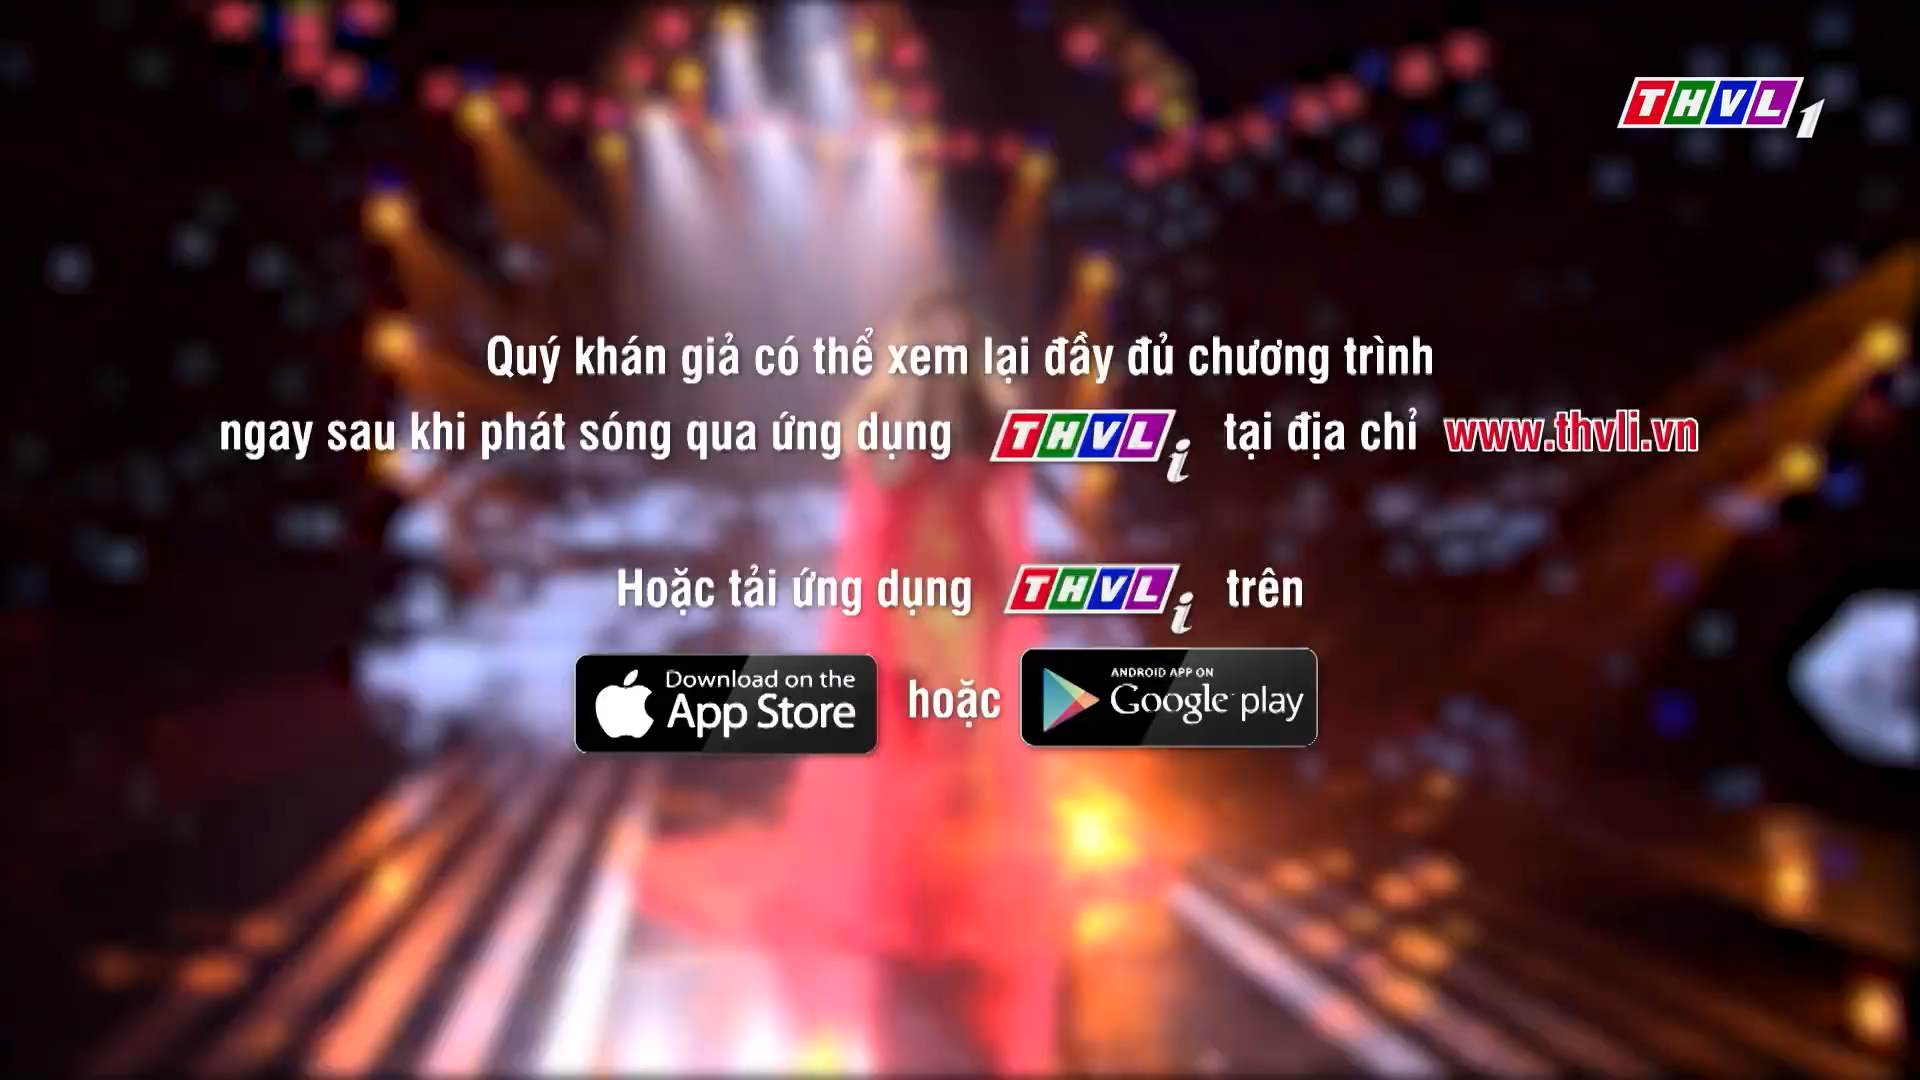 THVL1
Quý khán giả có thể xem lại đầy đủ chương trình
ngay sau khi phát sóng qua ứng dụng THVLi tại địa chỉ www.thvli.vn
Hoặc tải ứng dụng THVLi trên
Download on the App Store hoặc ANDROID APP ON Google play